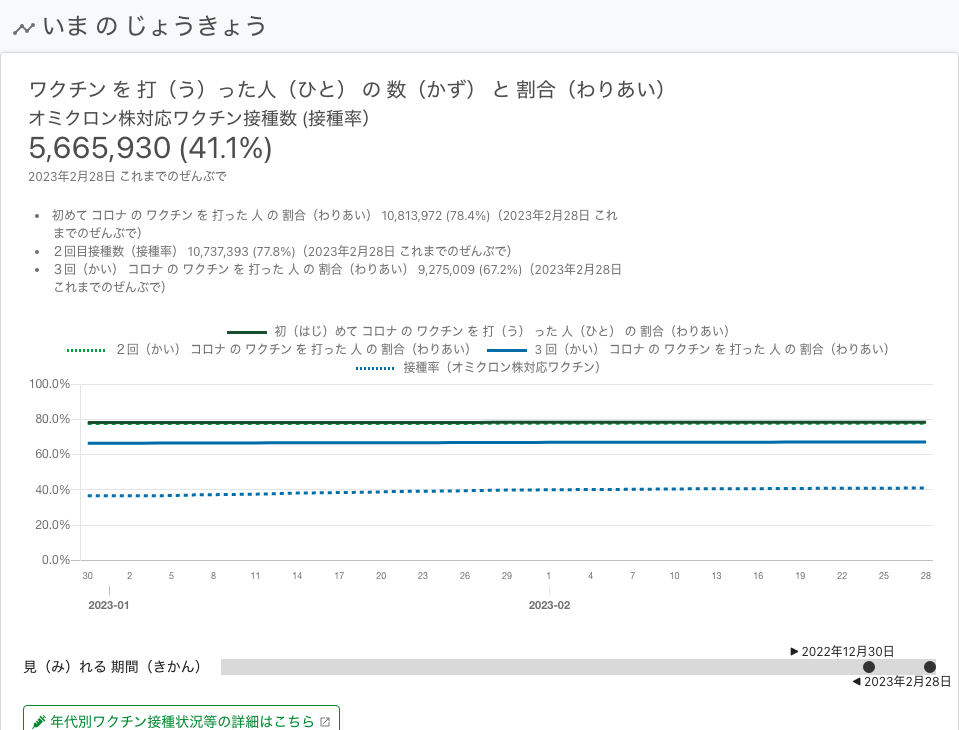 いま の じょうきょう
ワクチン を 打（う）った人（ひと） の 数（かず） と 割合（わりあい）
オミクロン株対応ワクチン接種数 (接種率)
5,665,930 (41.1%)
2023年2月28日 これまでのぜんぶで
• 初めて コロナ の ワクチン を 打った 人 の 割合（わりあい） 10,813,972 (78.4%)（2023年2月28日 これ
までのぜんぶで）
• ２回目接種数（接種率） 10,737,393 (77.8%)（2023年2月28日 これまでのぜんぶで）
• ３回（かい） コロナ の ワクチン を 打った 人 の 割合（わりあい） 9,275,009 (67.2%)（2023年2月28日
これまでのぜんぶで）
初（はじ）めて コロナ の ワクチン を 打（う） った 人（ひと） の 割合（わりあい）
２回（かい） コロナ の ワクチン を 打った 人 の 割合（わりあい） ３回（かい） コロナ の ワクチン を 打った 人 の 割合（わりあい）
接種率（オミクロン株対応ワクチン）
100.0%
80.0%
60.0%
40.0%
20.0%
0.0%
30 2 5 8 11 14 17 20 23 26 29 1 4 7 10 13 16 19 22 25 28
2023-01 2023-02
▶ 2022年12月30日
見（み）れる 期間（きかん）
◀ 2023年2月28日
年代別ワクチン接種状況等の詳細はこちら